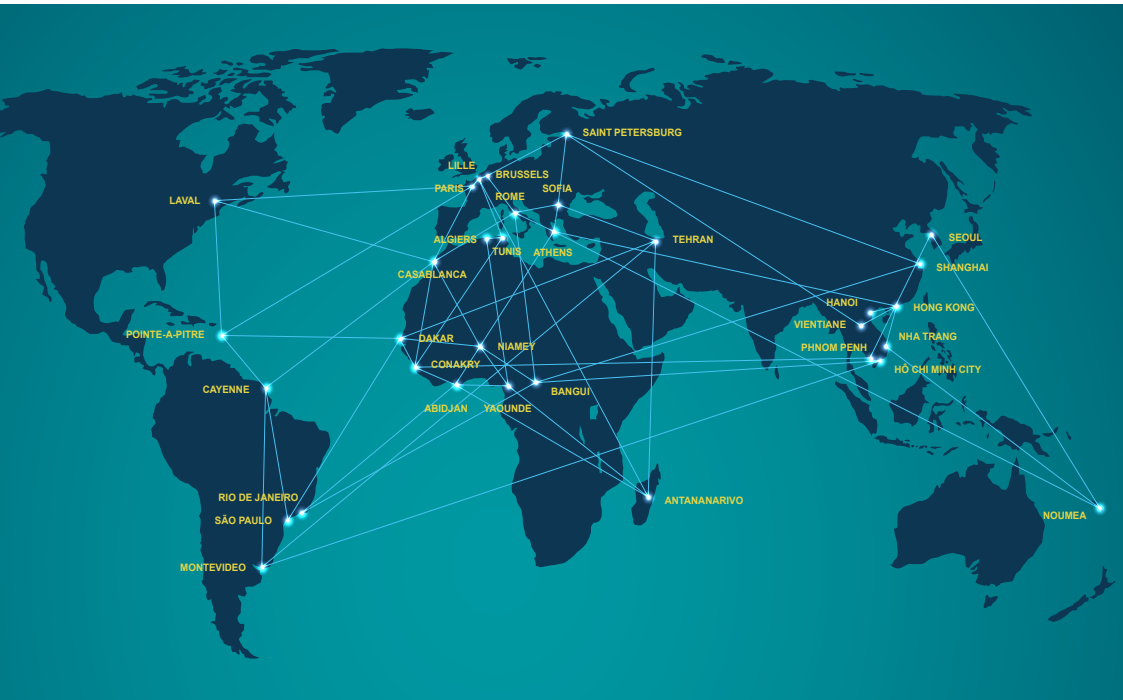 SAINT PETERSBURG
LILLE
BRUSSELS
PARIS
SOFIA
ROME
LAVAL
ALGIERS
TUNIS
ATHENS
TEHRAN
SEOUL
SHANGHAI
CASABLANCA
HANOI
HONG KONG
VIENTIANE
POINTE-A-PITRE
DAKAR
NIAMEY
NHA TRANG
PHNOM PENH
CONAKRY
HÔ CHI MINH CITY
CAYENNE
BANGUI
ABIDJAN
YAOUNDE
RIO DE JANEIRO
ANTANANARIVO
SÃO PAULO
NOUMEA
MONTEVIDEO